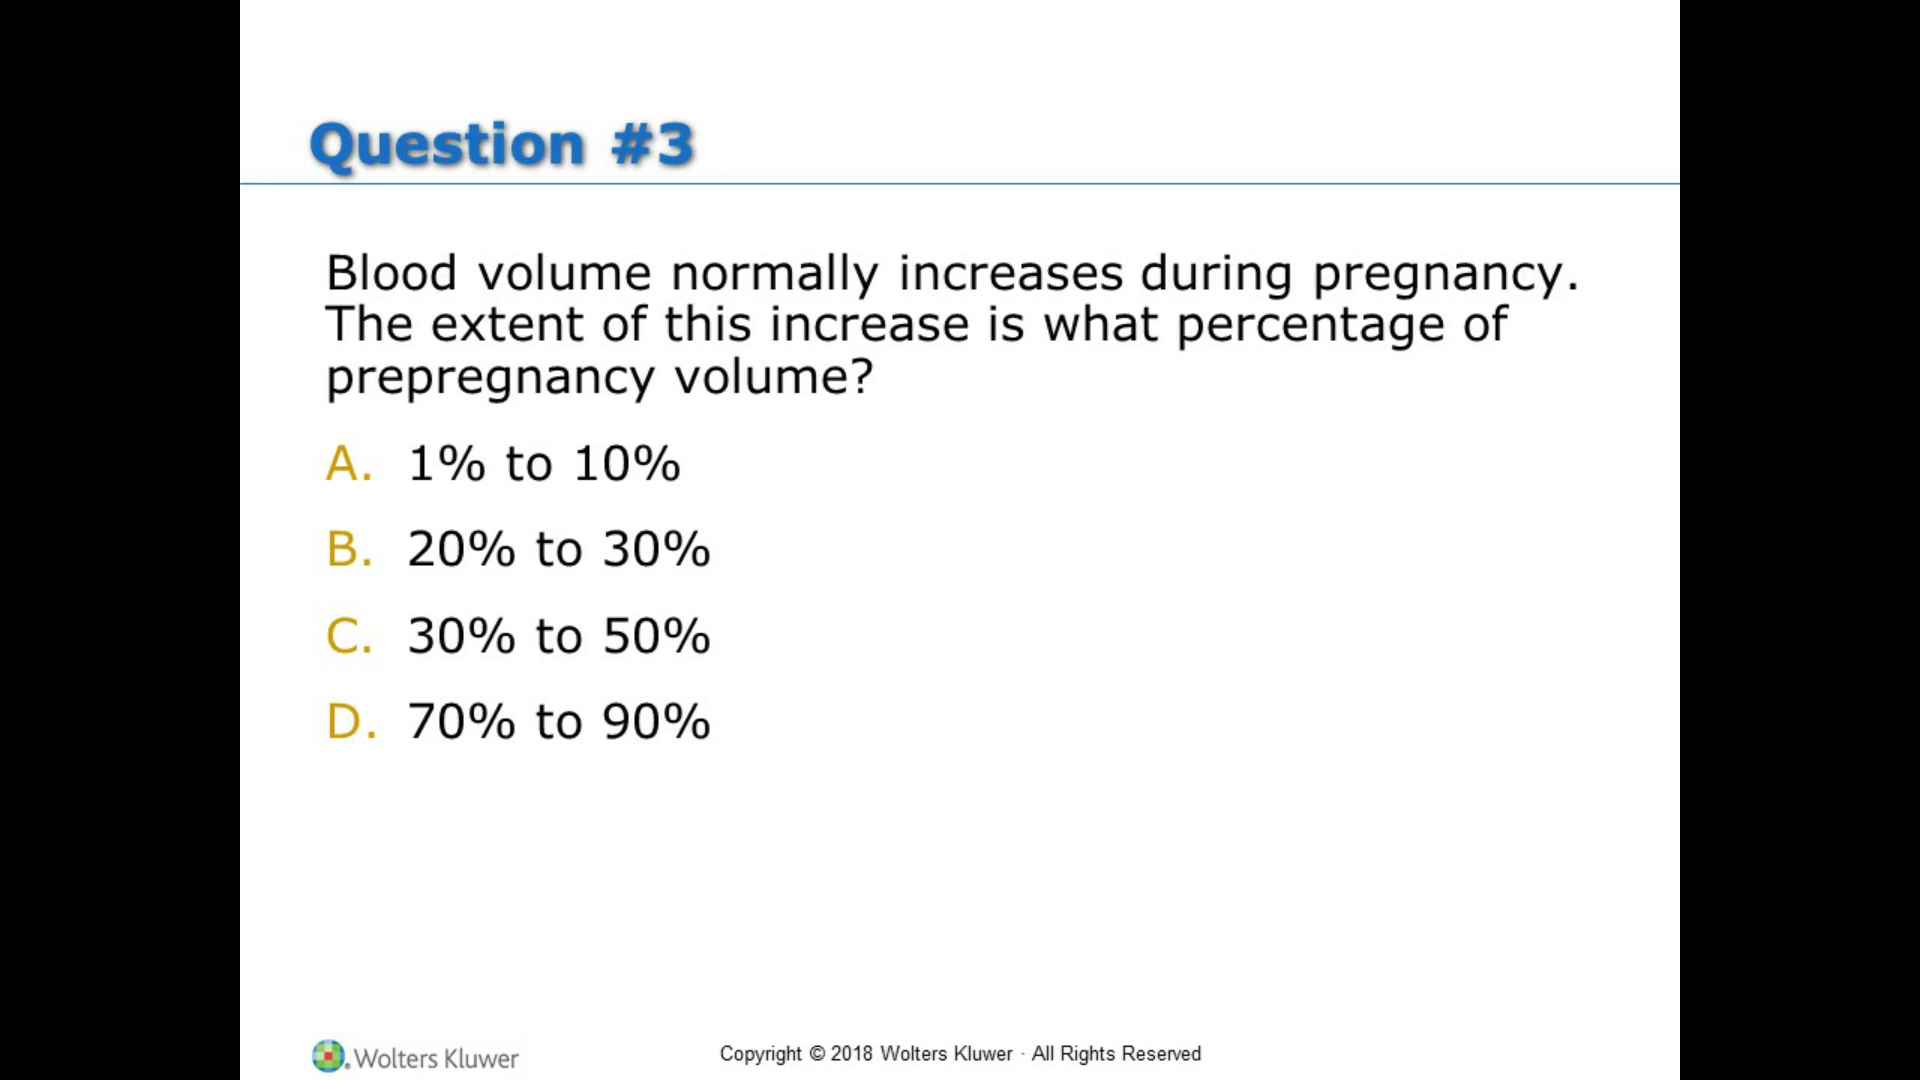 Question #3
Blood volume normally increases during pregnancy.
The extent of this increase is what percentage of
prepregnancy volume?
A. 1% to 10%
B. 20% to 30%
C. 30% to 50%
D. 70% to 90%
Wolters Kluwer
Copyright © 2018 Wolters Kluwer · All Rights Reserved